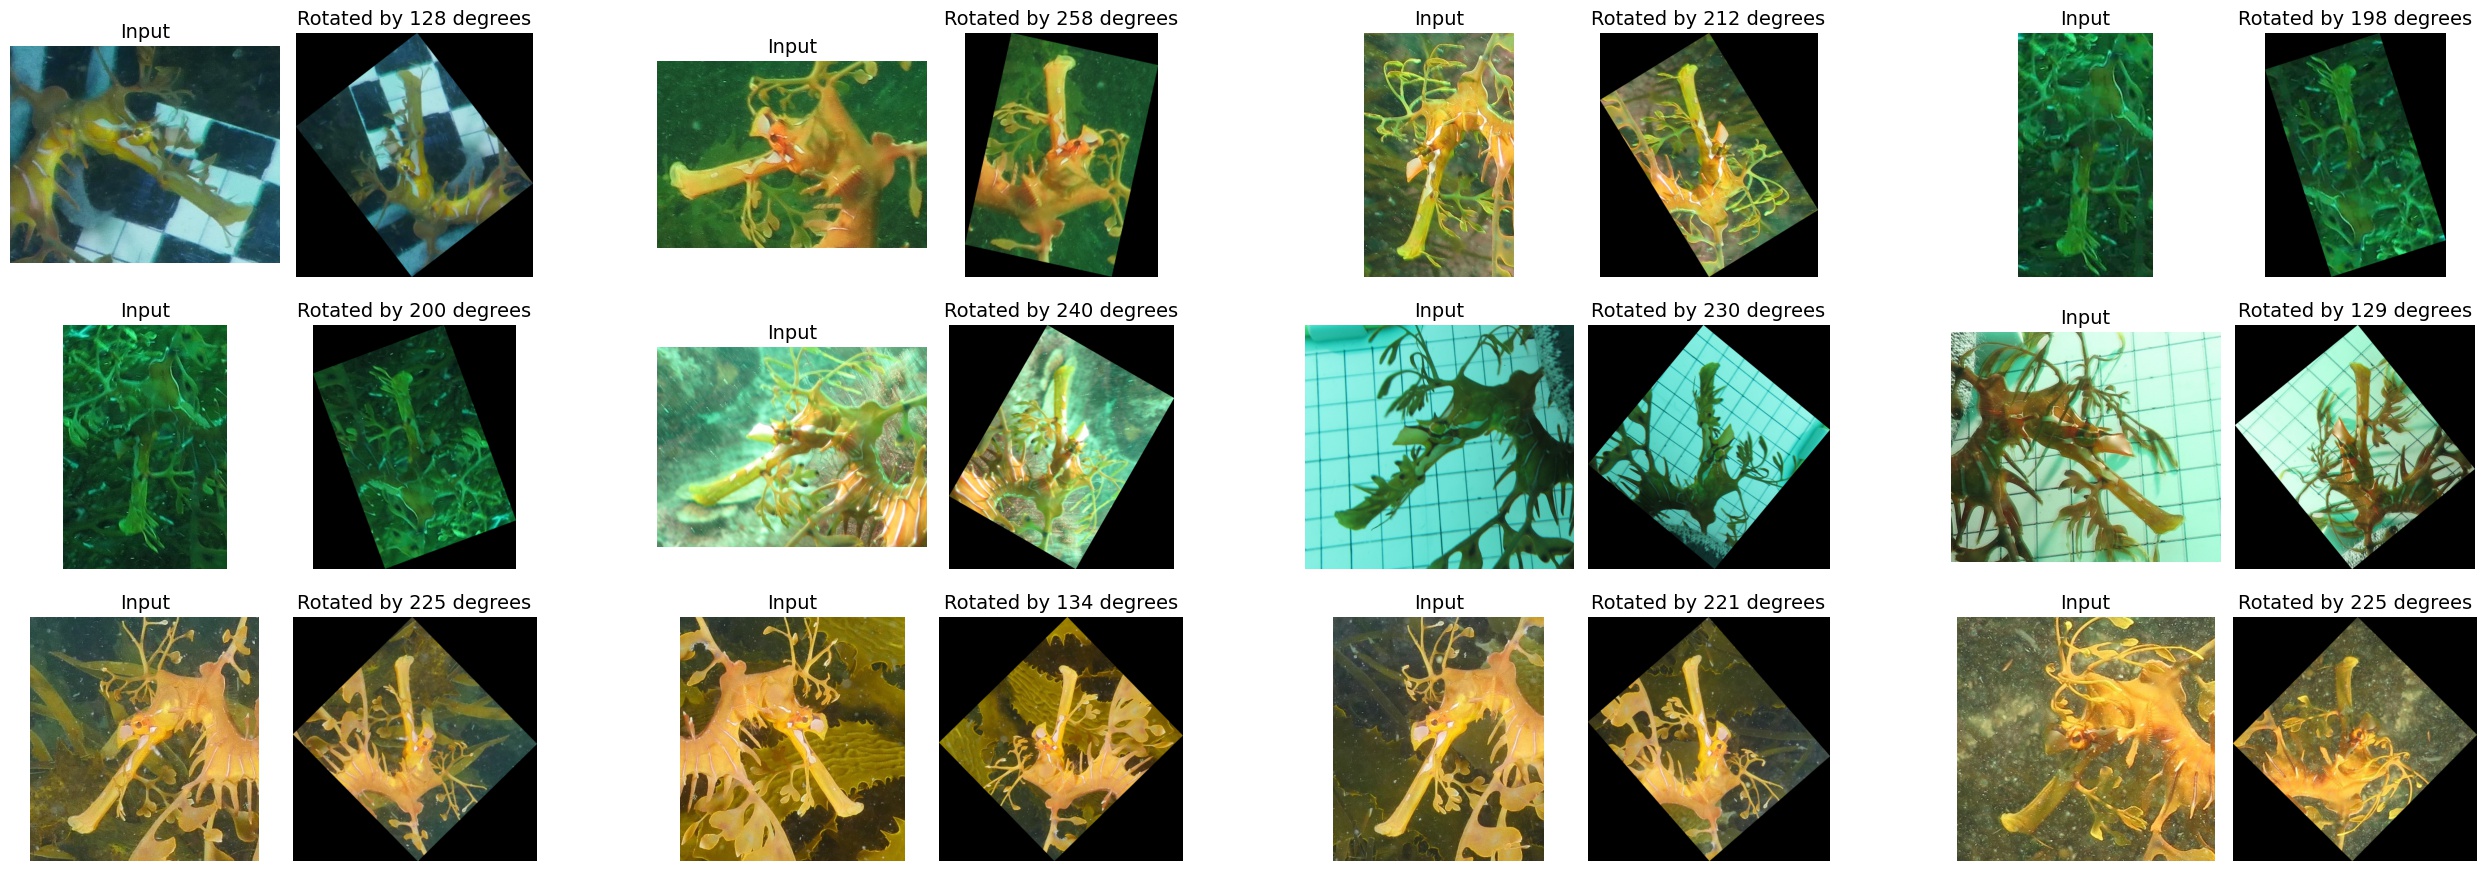 Input
Rotated by 128 degrees
Input
Rotated by 258 degrees
Input
Rotated by 212 degrees
Input
Rotated by 198 degrees
Input
Rotated by 200 degrees
Input
Rotated by 240 degrees
Input
Rotated by 230 degrees
Input
Rotated by 129 degrees
Input
Rotated by 225 degrees
Input
Rotated by 134 degrees
Input
Rotated by 221 degrees
Input
Rotated by 225 degrees